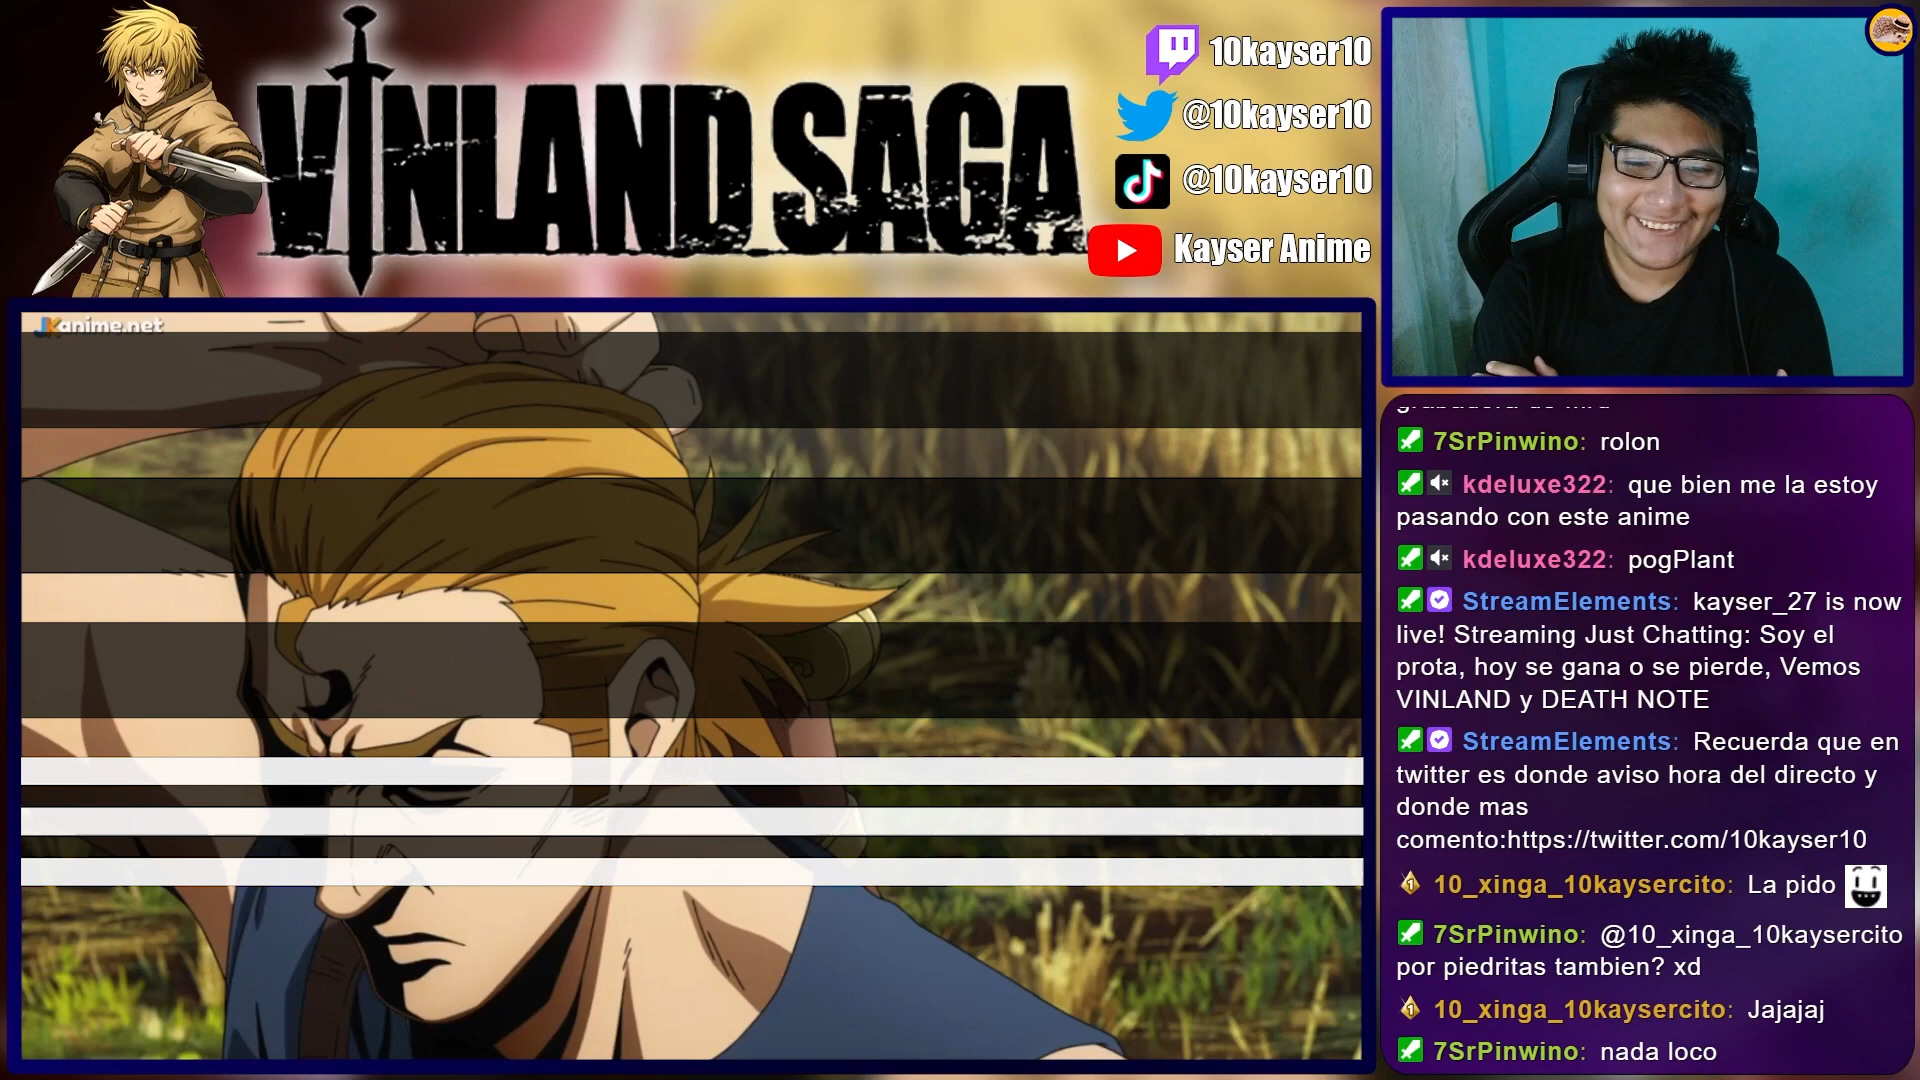 VINLAND SAGA
10kayser10
@10kayser10
@10kayser10
Kayser Anime
JKanime.net
7SrPinwino: rolon
kdeluxe322: que bien me la estoy
pasando con este anime
kdeluxe322: pogPlant
StreamElements: kayser_27 is now
live! Streaming Just Chatting: Soy el
prota, hoy se gana o se pierde, Vemos
VINLAND y DEATH NOTE
StreamElements: Recuerda que en
twitter es donde aviso hora del directo y
donde mas
comento:https://twitter.com/10kayser10
10_xinga_10kaysercito: La pido
7SrPinwino: @10_xinga_10kaysercito
por piedritas tambien? xd
10_xinga_10kaysercito: Jajajaj
7SrPinwino: nada loco